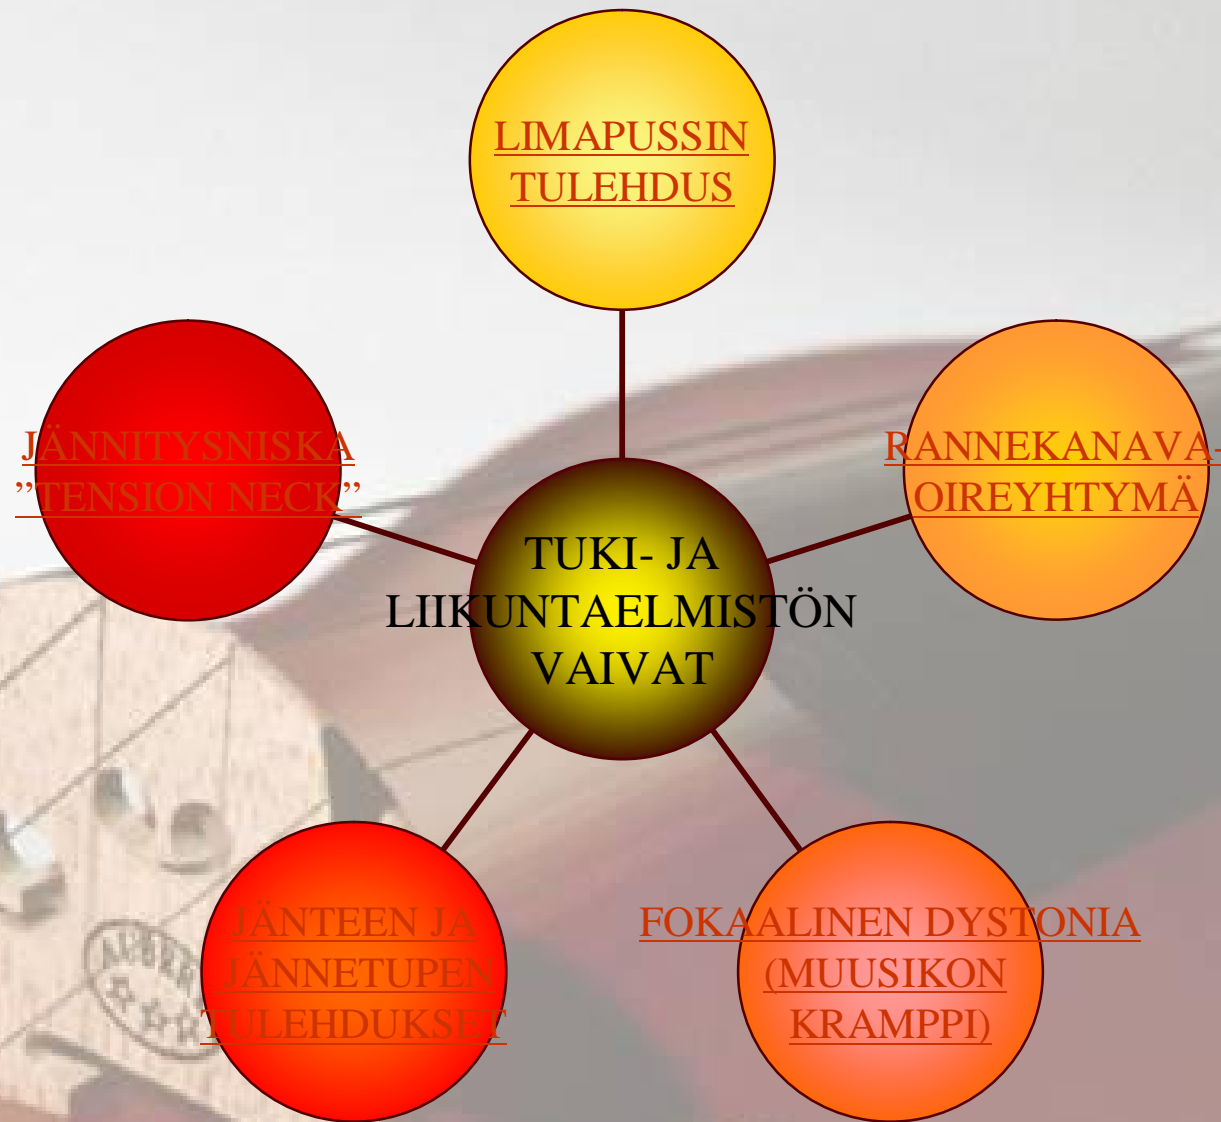 LIMAPUSSIN
TULEHDUS
JÄNNITYSNISKA
”TENSION NECK”
RANNEKANAVA-
OIREYHTYMÄ
TUKI- JA
LIIKUNTAELMISTÖN
VAIVAT
JÄNTEEN JA
JÄNNETUPEN
TULEHDUKSET
FOKAALINEN DYSTONIA
(MUUSIKON
KRAMPPI)